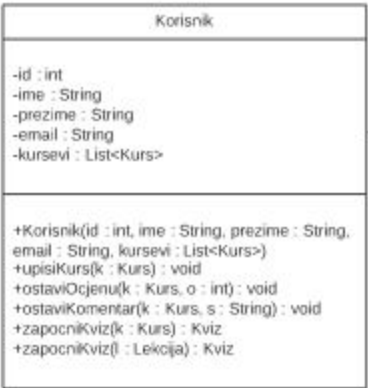 Korisnik
-id : int
-ime : String
-prezime : String
-email : String
-kursevi : List<Kurs>
+Korisnik(id : int, ime : String, prezime : String,
email : String, kursevi : List<Kurs>)
+upisiKurs(k : Kurs) : void
+ostaviOcjenu(k : Kurs, o : int) : void
+ostaviKomentar(k : Kurs, s : String) : void
+zapocniKviz(k : Kurs) : Kviz
+zapocniKviz(l : Lekcija) : Kviz